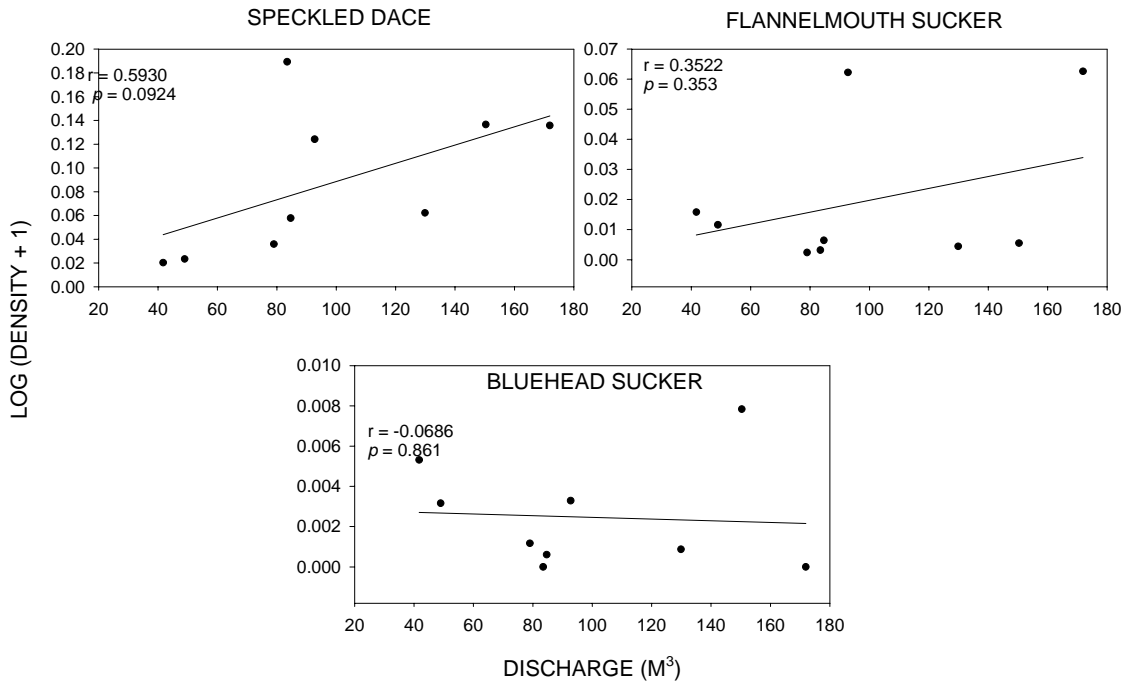 SPECKLED DACE
FLANNELMOUTH SUCKER
r = 0.5930
p = 0.0924
0.20
0.18
0.16
0.14
0.12
0.10
0.08
0.06
0.04
0.02
0.00
20 40 60 80 100 120 140 160 180
r = 0.3522
p = 0.353
0.07
0.06
0.05
0.04
0.03
0.02
0.01
0.00
20 40 60 80 100 120 140 160 180
LOG (DENSITY + 1)
BLUEHEAD SUCKER
r = -0.0686
p = 0.861
0.010
0.008
0.006
0.004
0.002
0.000
20 40 60 80 100 120 140 160 180
DISCHARGE (M³)